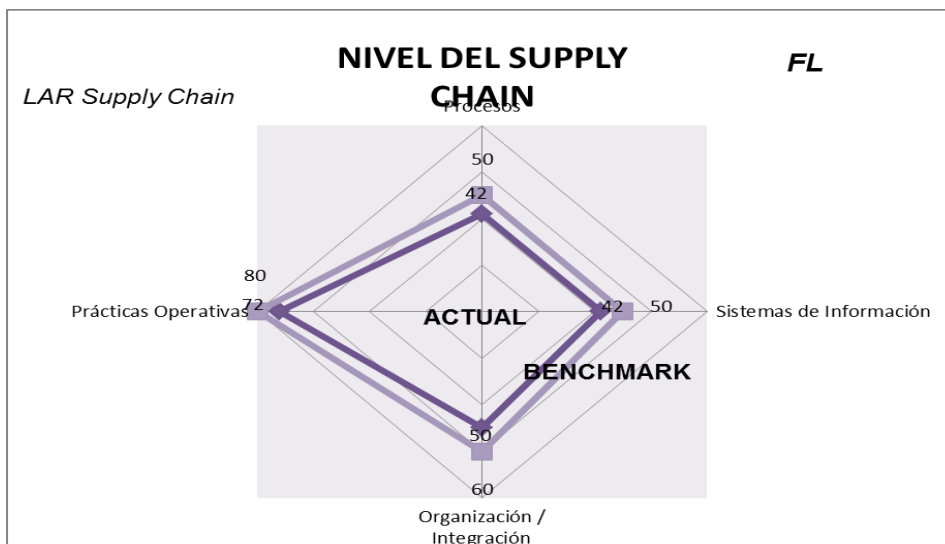 NIVEL DEL SUPPLY
CHAIN
FL
LAR Supply Chain
Procesos
50
42
80
72
Prácticas Operativas
ACTUAL
42
50
Sistemas de Información
BENCHMARK
50
60
Organización /
Integración